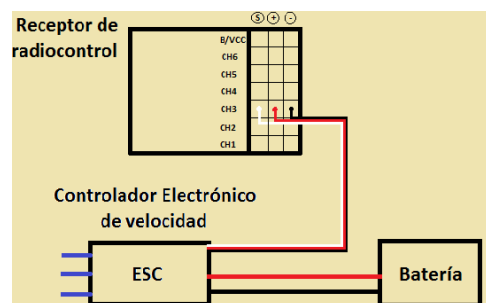 Receptor de
radiocontrol
S + -
B/VCC
CH6
CH5
CH4
CH3
CH2
CH1
Controlador Electrónico
de velocidad
ESC
Batería